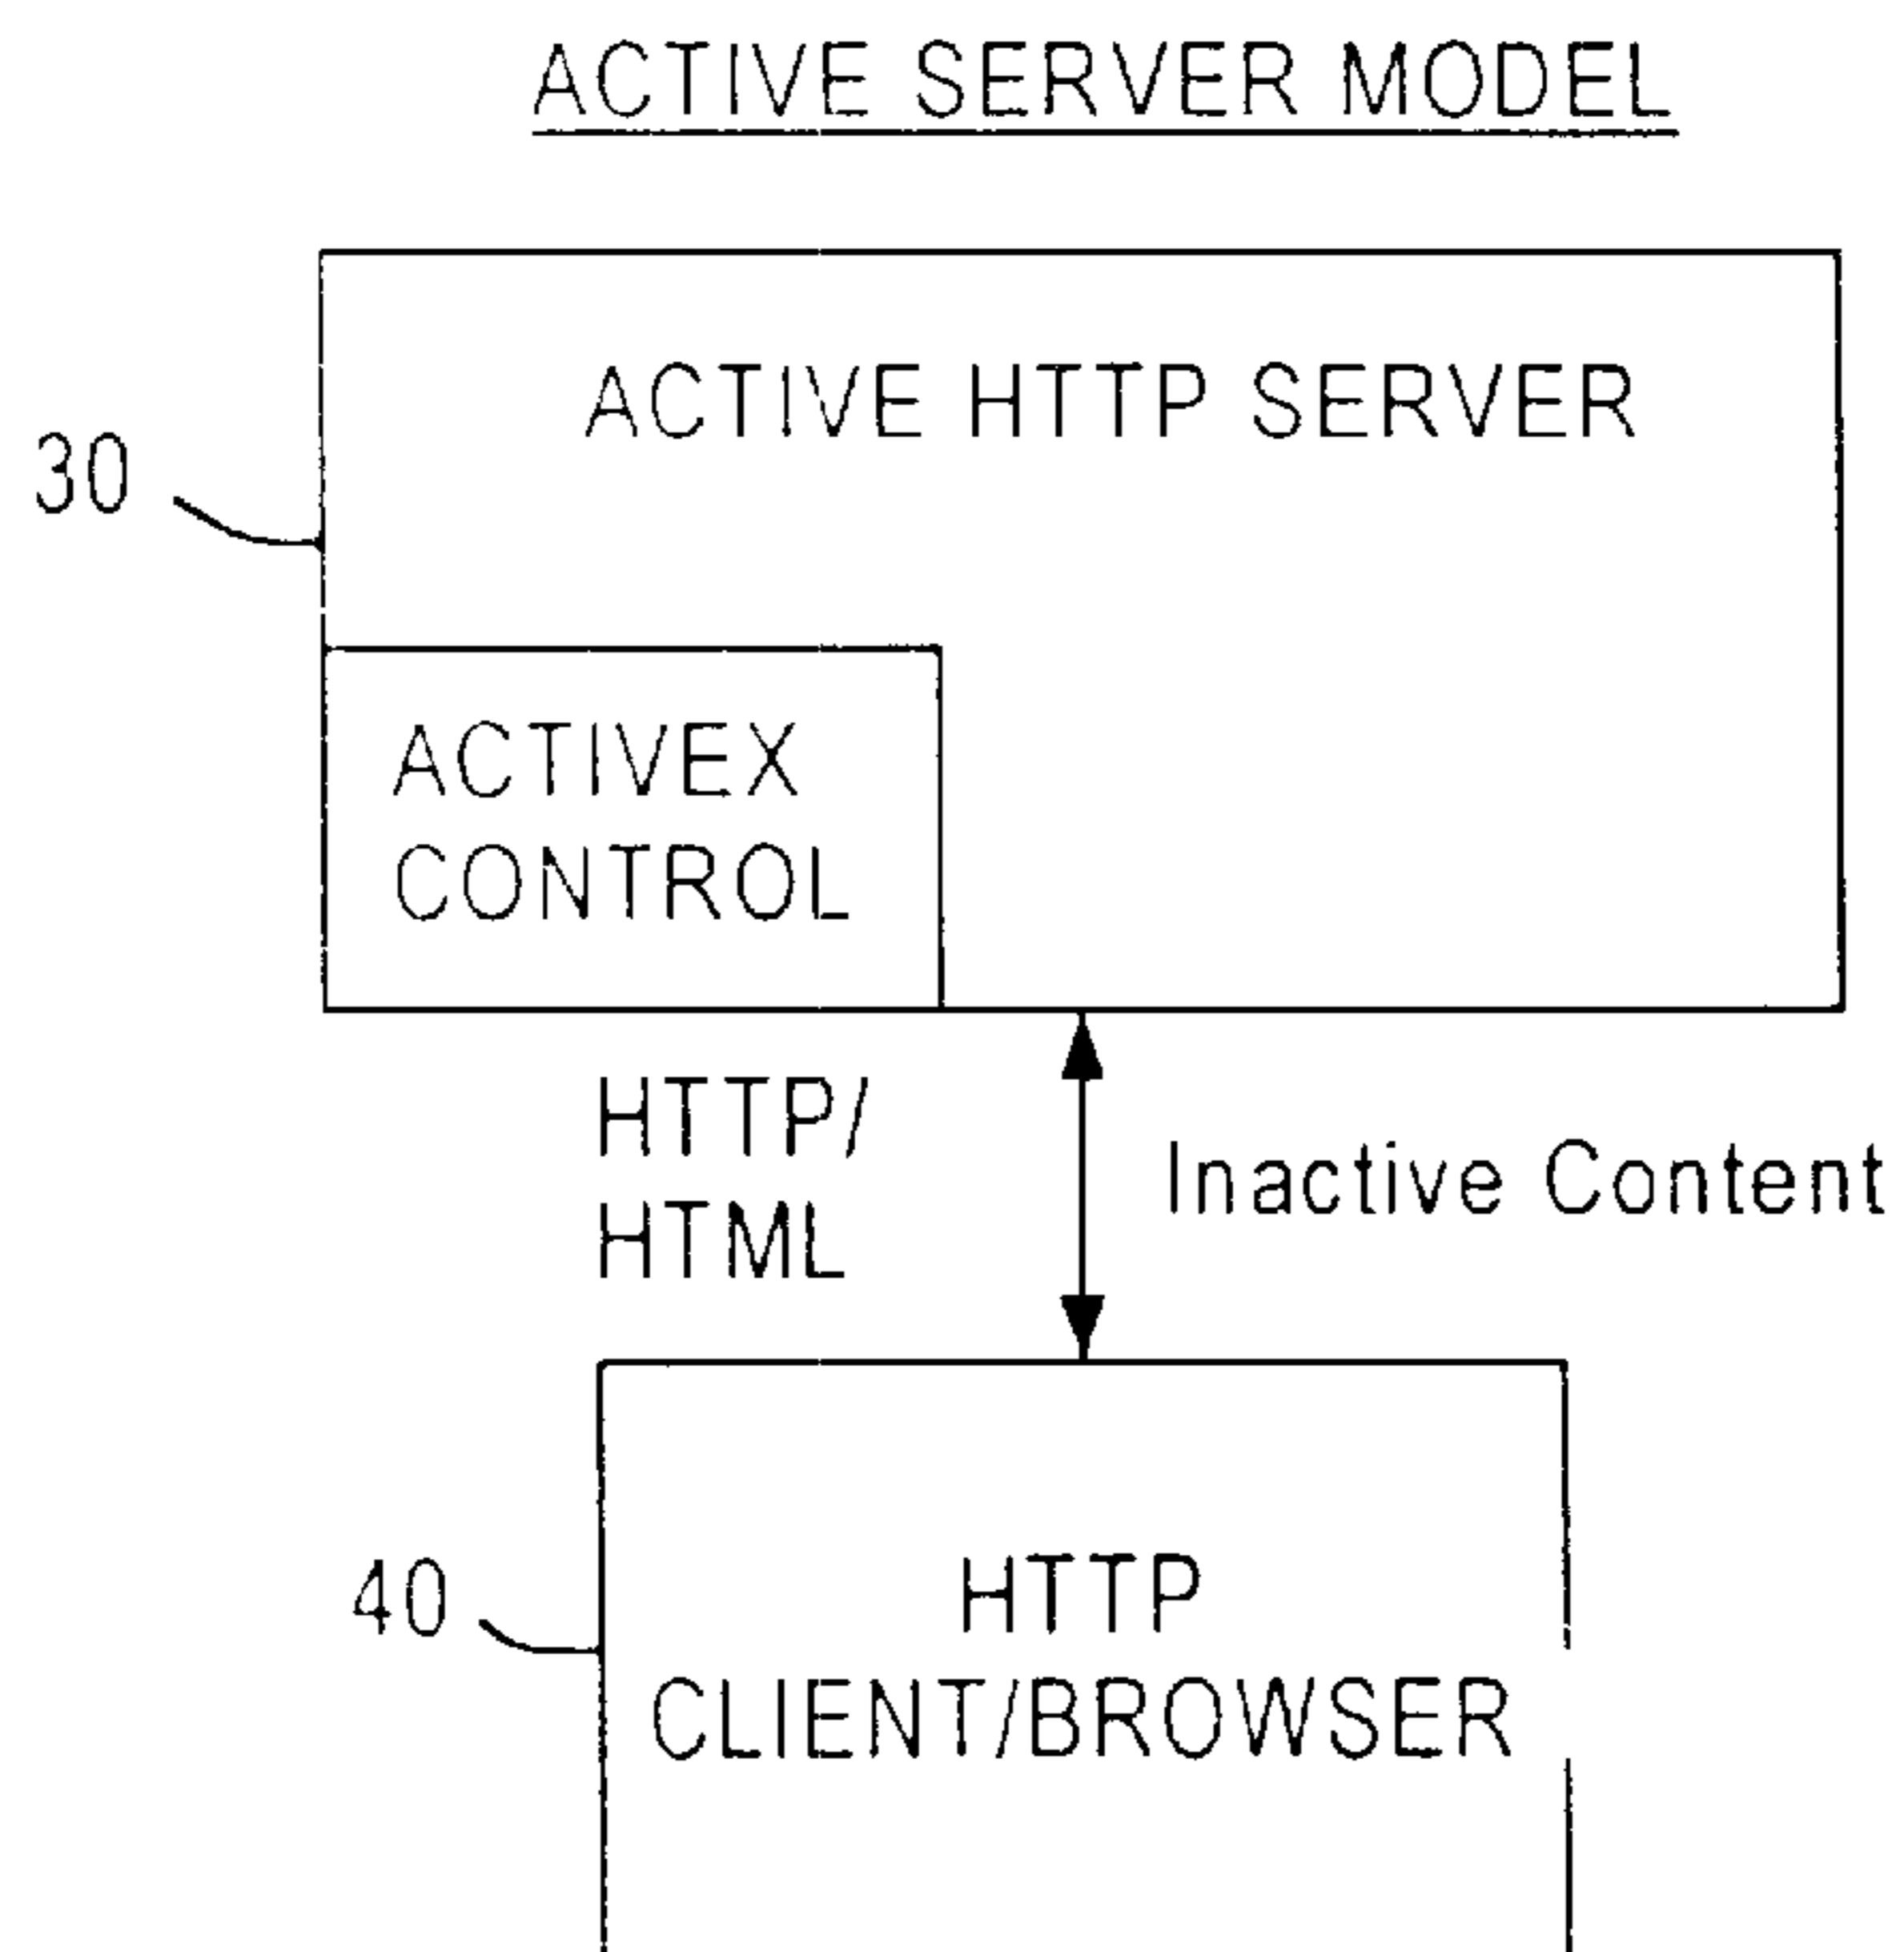 ACTIVE SERVER MODEL
ACTIVE HTTP SERVER
30
ACTIVEX
CONTROL
HTTP/
HTML
Inactive Content
40
HTTP
CLIENT/BROWSER